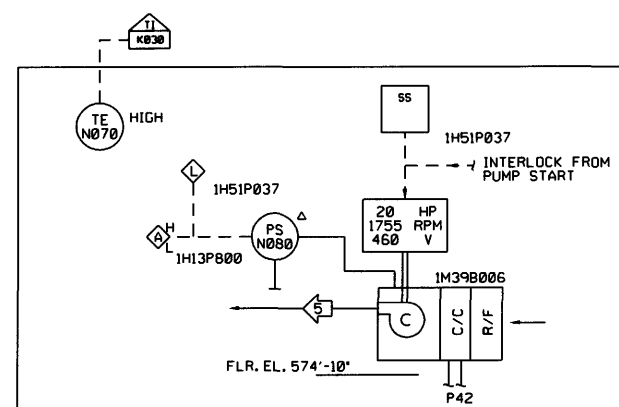 TI
K030
TE
N070
HIGH
SS
1H51P037
INTERLOCK FROM
PUMP START
L
1H51P037
20 HP
1755 RPM
460 V
A
H
L
1H13P800
PS
N080
Δ
1M39B006
5
C
C/C
R/F
FLR. EL. 574'-10"
P42